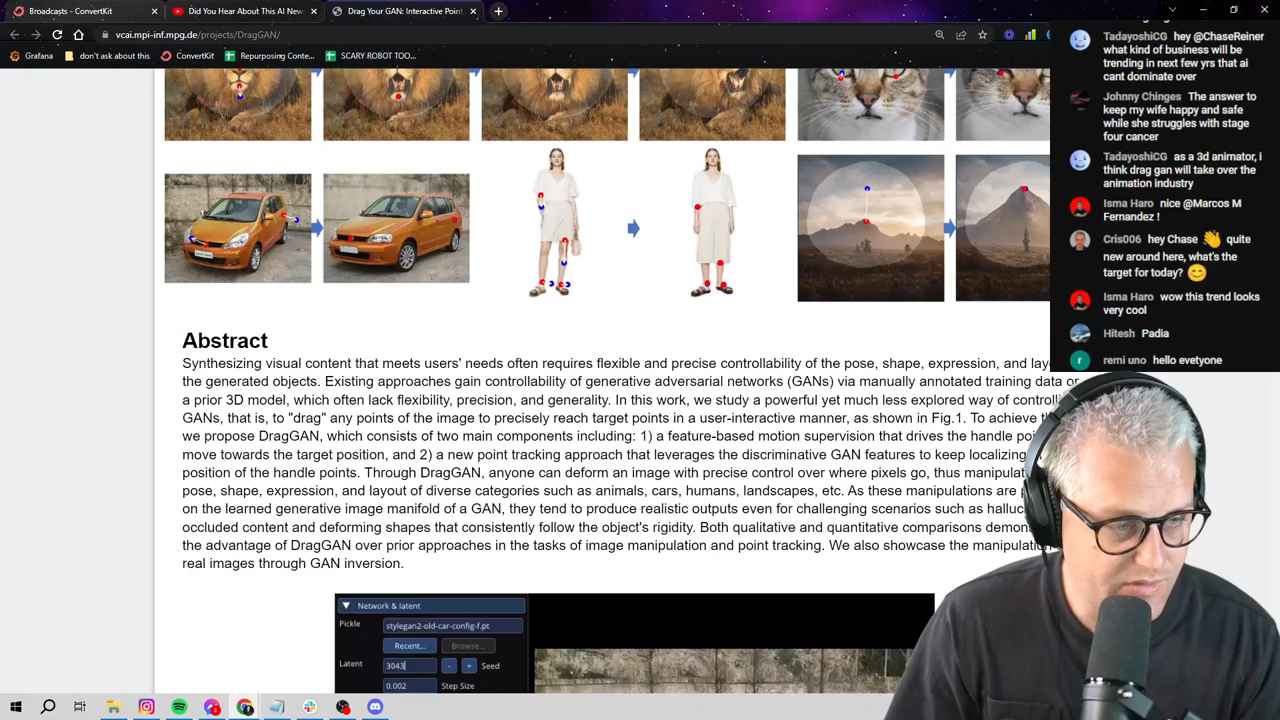 Broadcasts - ConvertKit
Did You Hear About This AI New
Drag Your GAN: Interactive Point
vcai.mpi-inf.mpg.de/projects/DragGAN/
Grafana
don't ask about this
ConvertKit
Repurposing Conte...
SCARY ROBOT TOO...
Abstract
Synthesizing visual content that meets users' needs often requires flexible and precise controllability of the pose, shape, expression, and
the generated objects. Existing approaches gain controllability of generative adversarial networks (GANs) via manually annotated training data or
a prior 3D model, which often lack flexibility, precision, and generality. In this work, we study a powerful yet much less explored way of
GANs, that is, to "drag" any points of the image to precisely reach target points in a user-interactive manner, as shown in Fig.1. To achieve
we propose DragGAN, which consists of two main components including: 1) a feature-based motion supervision that drives the handle
move towards the target position, and 2) a new point tracking approach that leverages the discriminative GAN features to keep
position of the handle points. Through DragGAN, anyone can deform an image with precise control over where pixels go, thus
pose, shape, expression, and layout of diverse categories such as animals, cars, humans, landscapes, etc. As these manipulations are
on the learned generative image manifold of a GAN, they tend to produce realistic outputs even for challenging scenarios such as
occluded content and deforming shapes that consistently follow the object's rigidity. Both qualitative and quantitative comparisons
the advantage of DragGAN over prior approaches in the tasks of image manipulation and point tracking. We also showcase the
real images through GAN inversion.
Network & latent
Pickle
stylegan2-old-car-config-f.pt
Recent...
Browse...
Latent
3043
-
+
Seed
0.002
Step Size
TadayoshiCG hey @ChaseReiner
what kind of business will be
trending in next few yrs that ai
cant dominate over
Johnny Chinges The answer to
keep my wife happy and safe
while she struggles with stage
four cancer
TadayoshiCG as a 3d animator, i
think drag gan will take over the
animation industry
Isma Haro nice @Marcos M
Fernandez !
Cris006 hey Chase 👋 quite
new around here, what's the
target for today? 😊
Isma Haro wow this trend looks
very cool
Hitesh Padia
r
remi uno hello evetyone